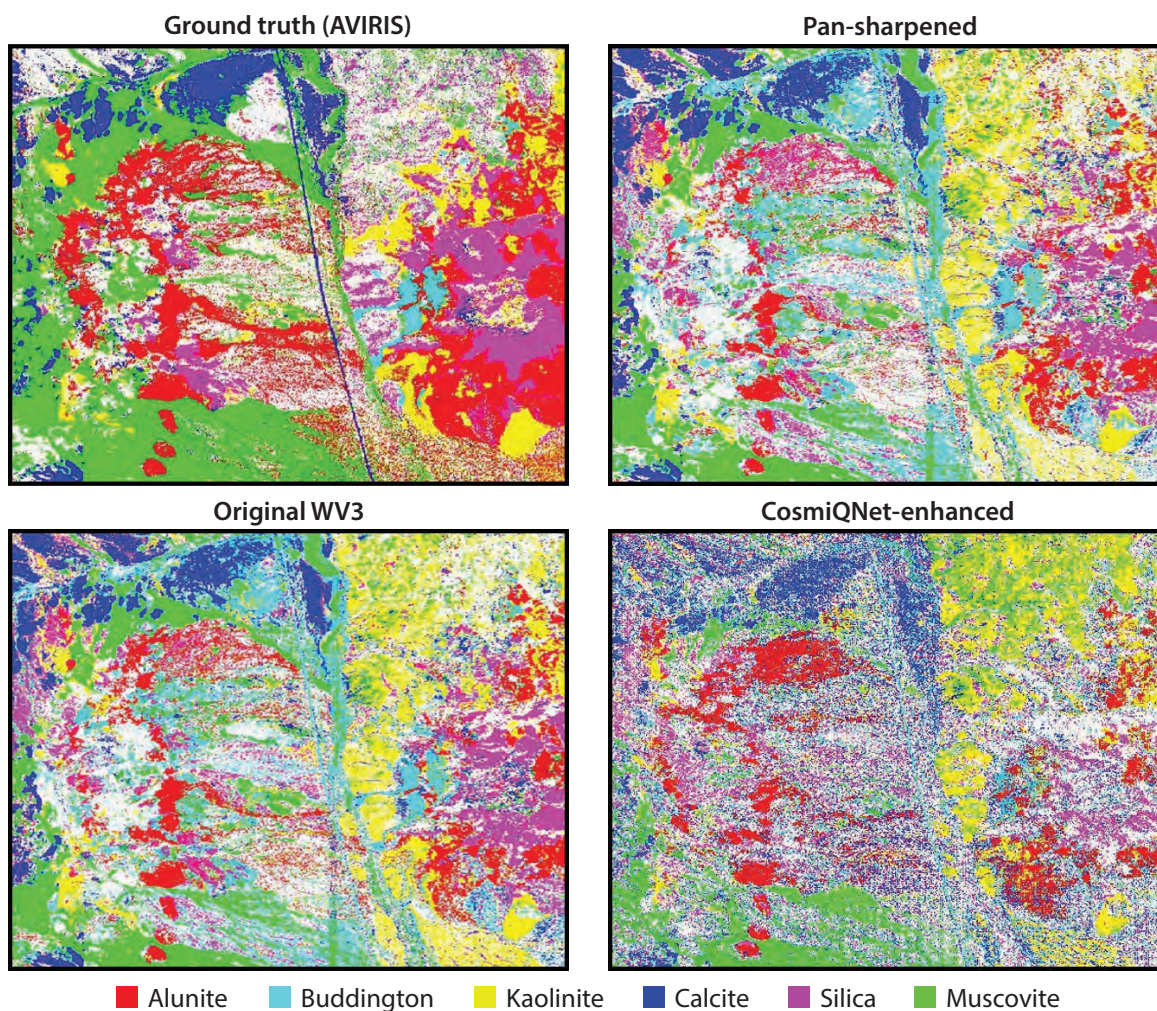 Ground truth (AVIRIS)
Pan-sharpened
Original WV3
CosmiQNet-enhanced
Alunite Buddington Kaolinite Calcite Silica Muscovite